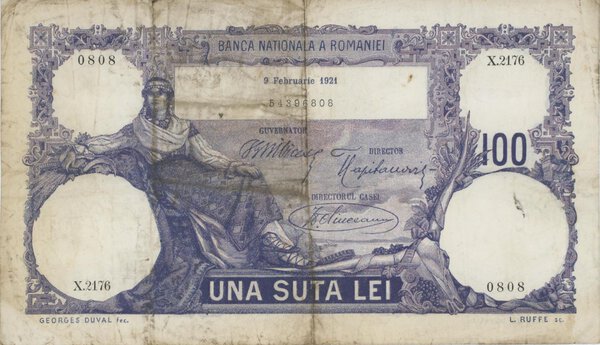 BANCA NATIONALA A ROMANIEI
0808
X.2176
9 Februarie 1921
54396808
GUVERNATOR
DIRECTOR
100
DIRECTORUL CASEI
X.2176
0808
UNA SUTA LEI
GEORGES DUVAL fec.
L. RUFFE sc.